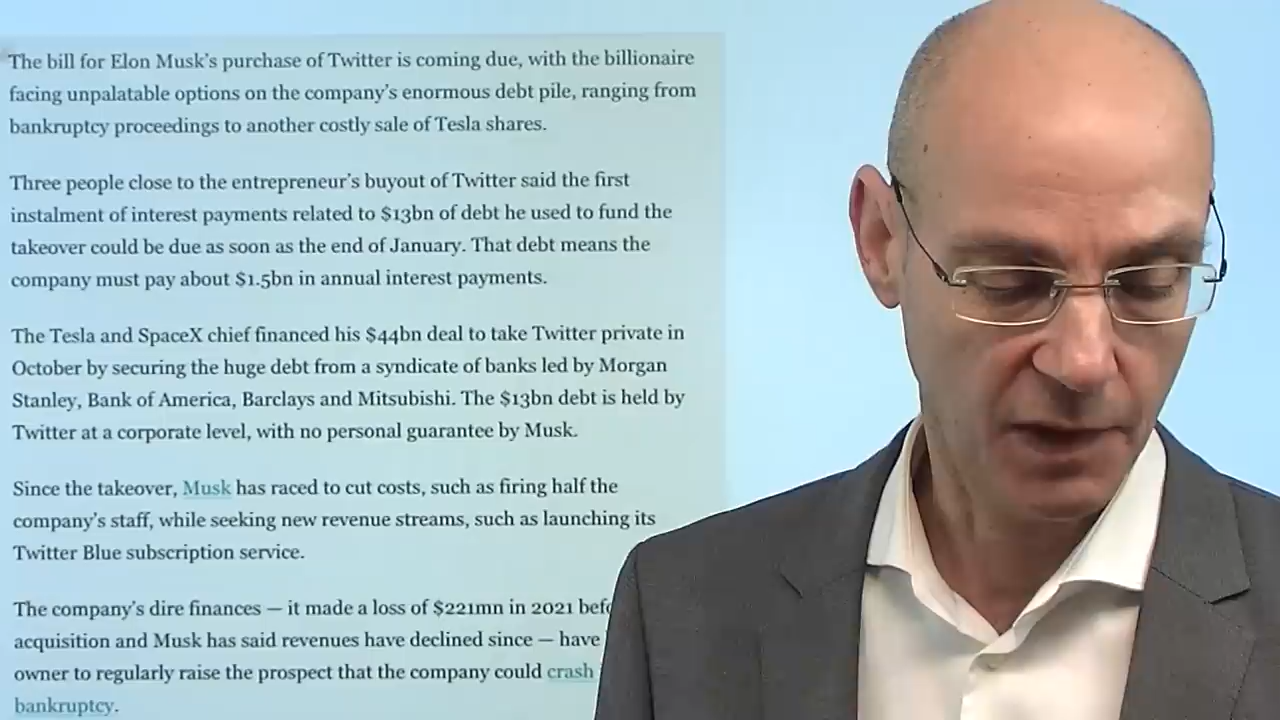 The bill for Elon Musk's purchase of Twitter is coming due, with the billionaire
facing unpalatable options on the company's enormous debt pile, ranging from
bankruptcy proceedings to another costly sale of Tesla shares.
Three people close to the entrepreneur's buyout of Twitter said the first
instalment of interest payments related to $13bn of debt he used to fund the
takeover could be due as soon as the end of January. That debt means the
company must pay about $1.5bn in annual interest payments.
The Tesla and SpaceX chief financed his $44bn deal to take Twitter private in
October by securing the huge debt from a syndicate of banks led by Morgan
Stanley, Bank of America, Barclays and Mitsubishi. The $13bn debt is held by
Twitter at a corporate level, with no personal guarantee by Musk.
Since the takeover, Musk has raced to cut costs, such as firing half the
company's staff, while seeking new revenue streams, such as launching its
Twitter Blue subscription service.
The company's dire finances — it made a loss of $221mn in 2021
acquisition and Musk has said revenues have declined since — have
owner to regularly raise the prospect that the company could crash
bankruptcy.